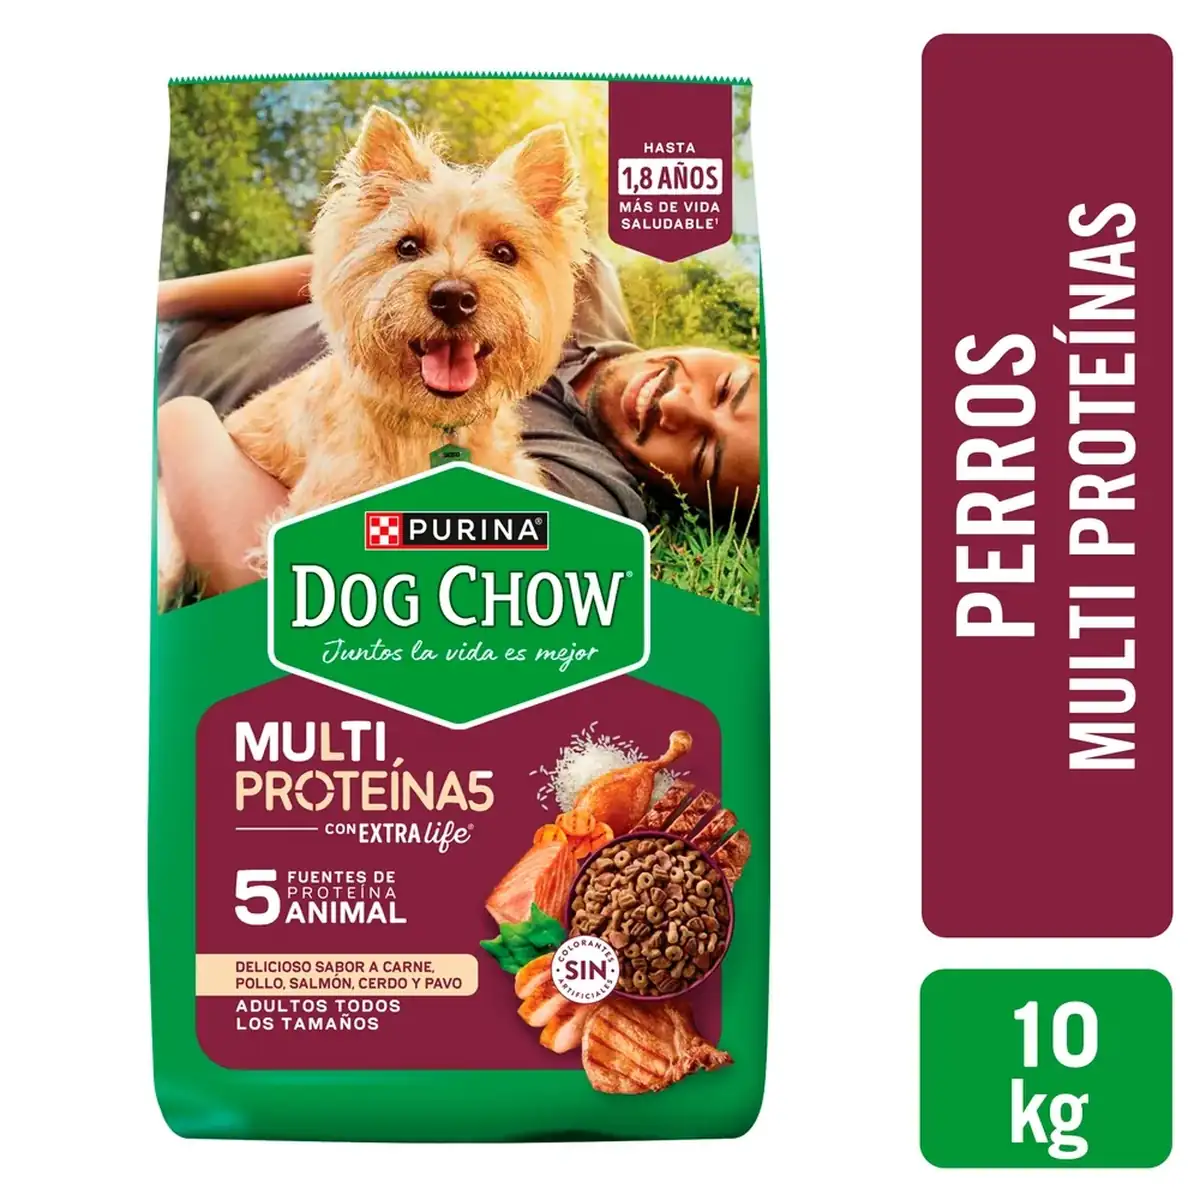 HASTA
1,8 AÑOS
MÁS DE VIDA
SALUDABLE¹
PURINA®
DOG CHOW®
Juntos la vida es mejor
MULTI
PROTEÍNA5
CON EXTRA life®
5 FUENTES DE
PROTEÍNA
ANIMAL
DELICIOSO SABOR A CARNE,
POLLO, SALMÓN, CERDO Y PAVO
ADULTOS TODOS
LOS TAMAÑOS
COLORANTES
SIN
ARTIFICIALES
PERROS
MULTI PROTEÍNAS
10
kg